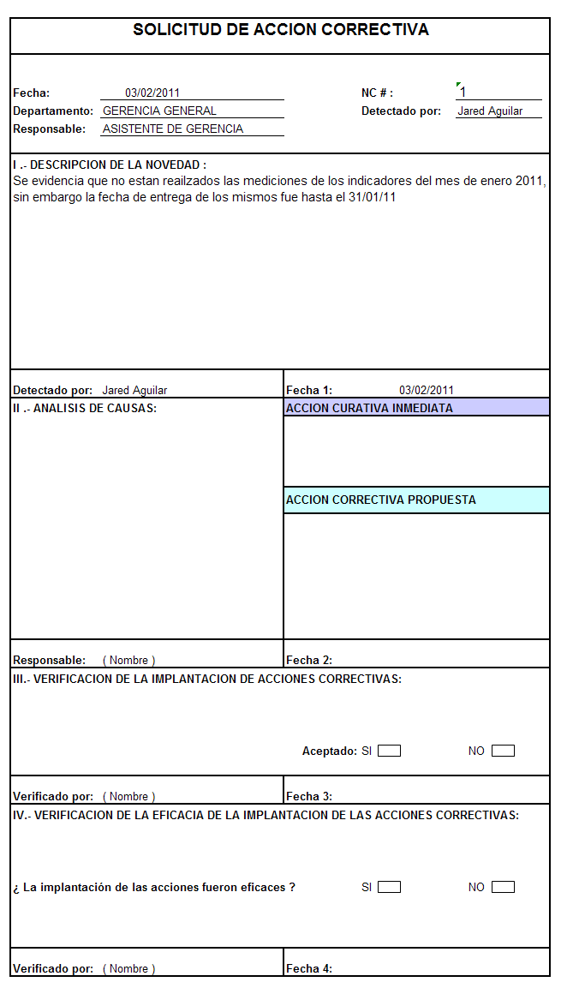 SOLICITUD DE ACCION CORRECTIVA
Fecha: 03/02/2011 NC # : 1
Departamento: GERENCIA GENERAL Detectado por: Jared Aguilar
Responsable: ASISTENTE DE GERENCIA
I .- DESCRIPCION DE LA NOVEDAD :
Se evidencia que no estan reailzados las mediciones de los indicadores del mes de enero 2011,
sin embargo la fecha de entrega de los mismos fue hasta el 31/01/11
Detectado por: Jared Aguilar Fecha 1: 03/02/2011
II .- ANALISIS DE CAUSAS: ACCION CURATIVA INMEDIATA
ACCION CORRECTIVA PROPUESTA
Responsable: ( Nombre ) Fecha 2:
III.- VERIFICACION DE LA IMPLANTACION DE ACCIONES CORRECTIVAS:
Aceptado: SI NO
Verificado por: ( Nombre ) Fecha 3:
IV.- VERIFICACION DE LA EFICACIA DE LA IMPLANTACION DE LAS ACCIONES CORRECTIVAS:
¿ La implantación de las acciones fueron eficaces ? SI NO
Verificado por: ( Nombre ) Fecha 4: